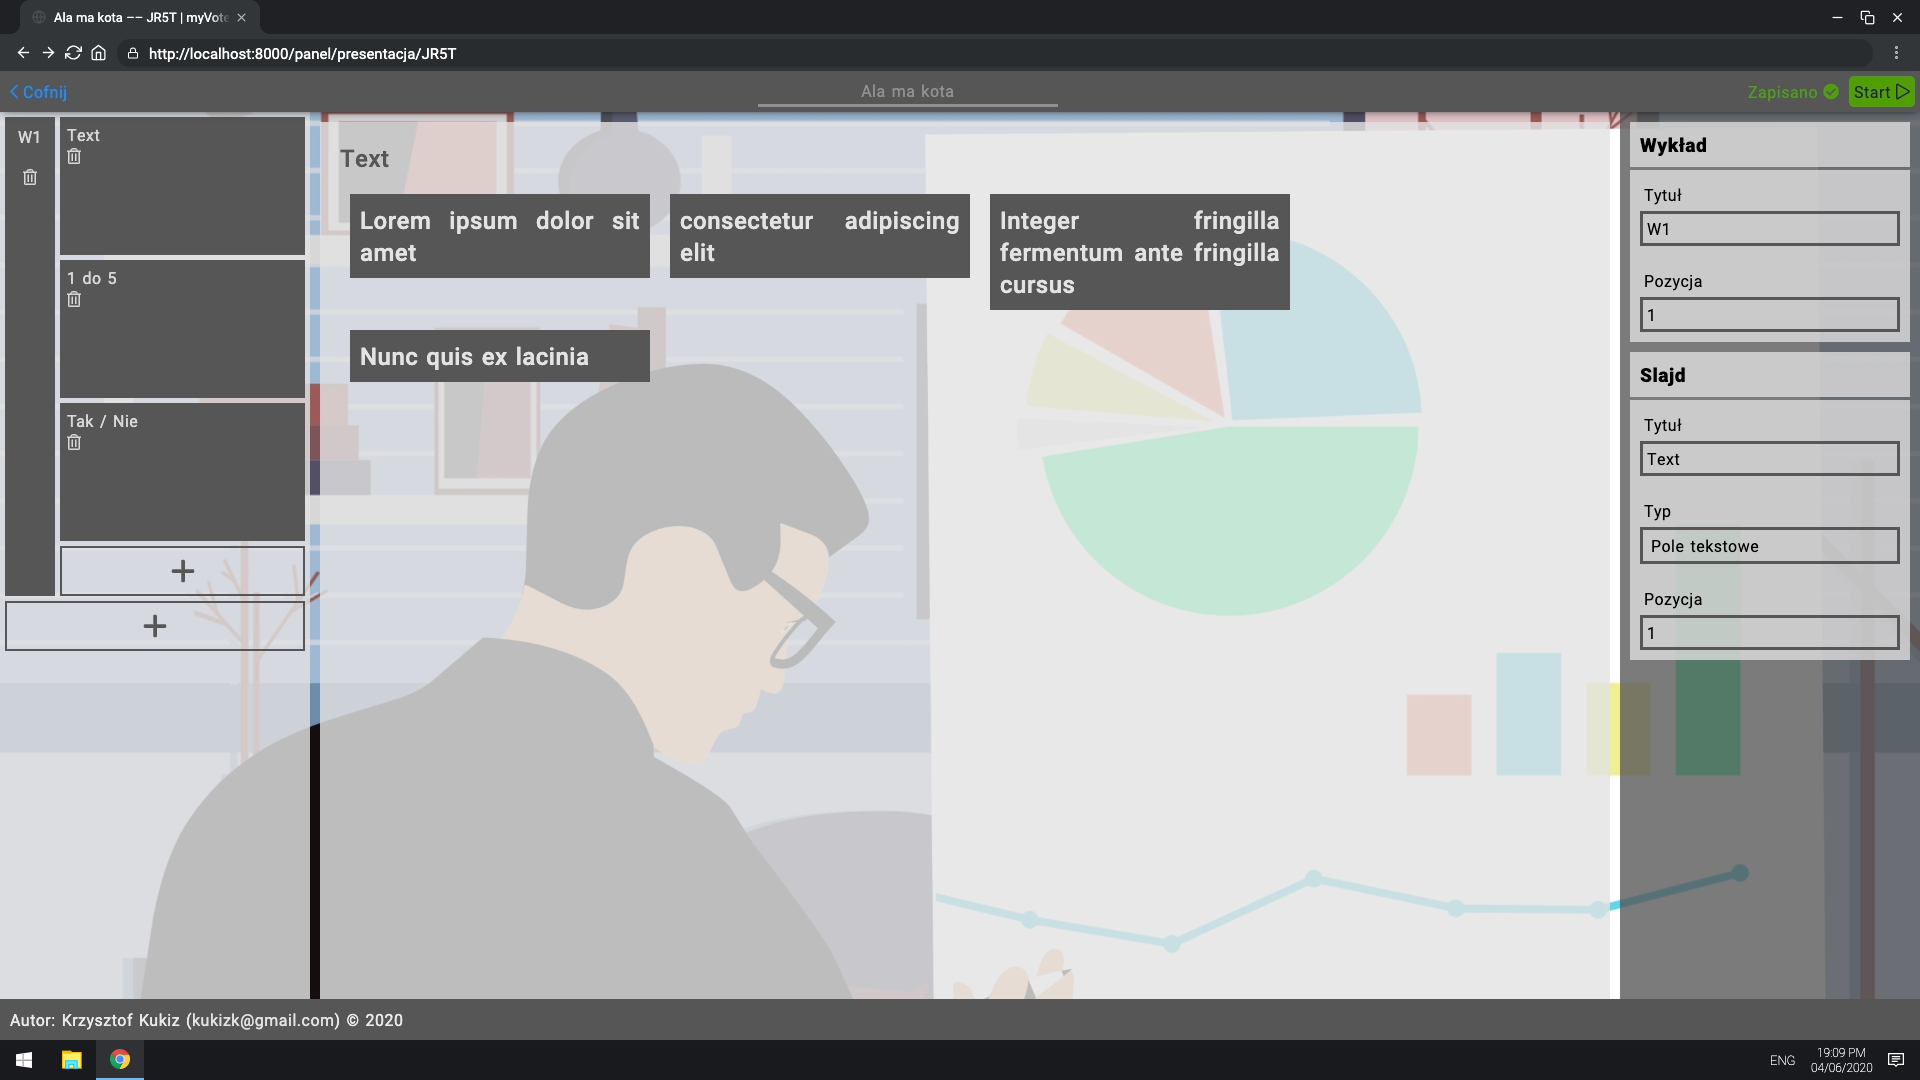 Ala ma kota –– JR5T | myVote
http://localhost:8000/panel/presentacja/JR5T
Cofnij
Ala ma kota
Zapisano
Start
W1
Text
1 do 5
Tak / Nie
Text
Lorem ipsum dolor sit
amet
consectetur adipiscing
elit
Integer fringilla
fermentum ante fringilla
cursus
Nunc quis ex lacinia
Wykład
Tytuł
W1
Pozycja
1
Slajd
Tytuł
Text
Typ
Pole tekstowe
Pozycja
1
Autor: Krzysztof Kukiz (kukizk@gmail.com) © 2020
ENG
19:09 PM
04/06/2020